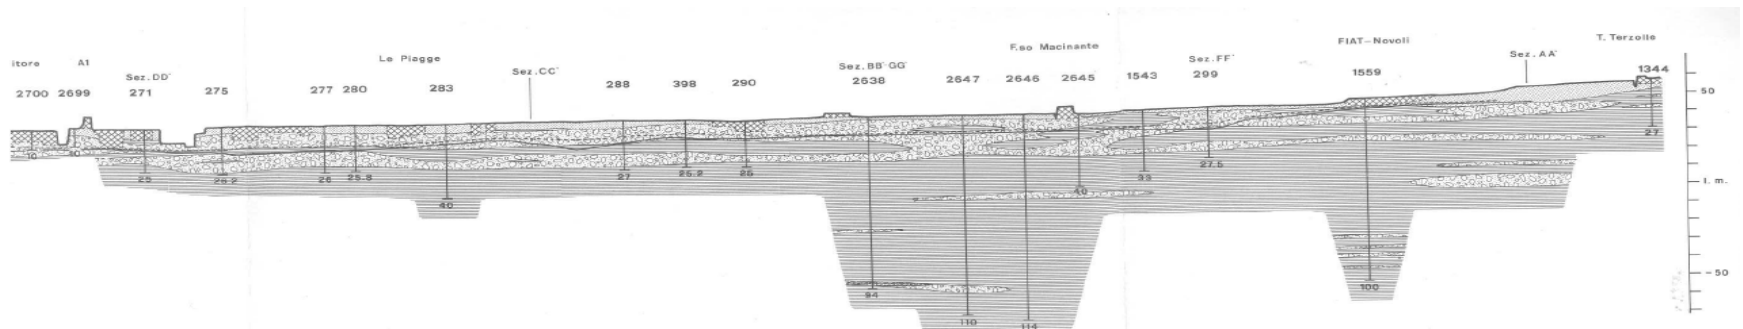 itore A1 Le Piagge F.so Macinante FIAT-Novoli T. Terzolle
Sez.DD' Sez.CC' Sez.BB'-GG' Sez.FF' Sez.AA'
2700 2699 271 275 277 280 283 288 398 290 2638 2647 2646 2645 1543 299 1559 1344
50
10 25 26.2 26 25.8 27 25.2 25 27.5 27
40 40 33 l. m.
84 100 -50
110 114